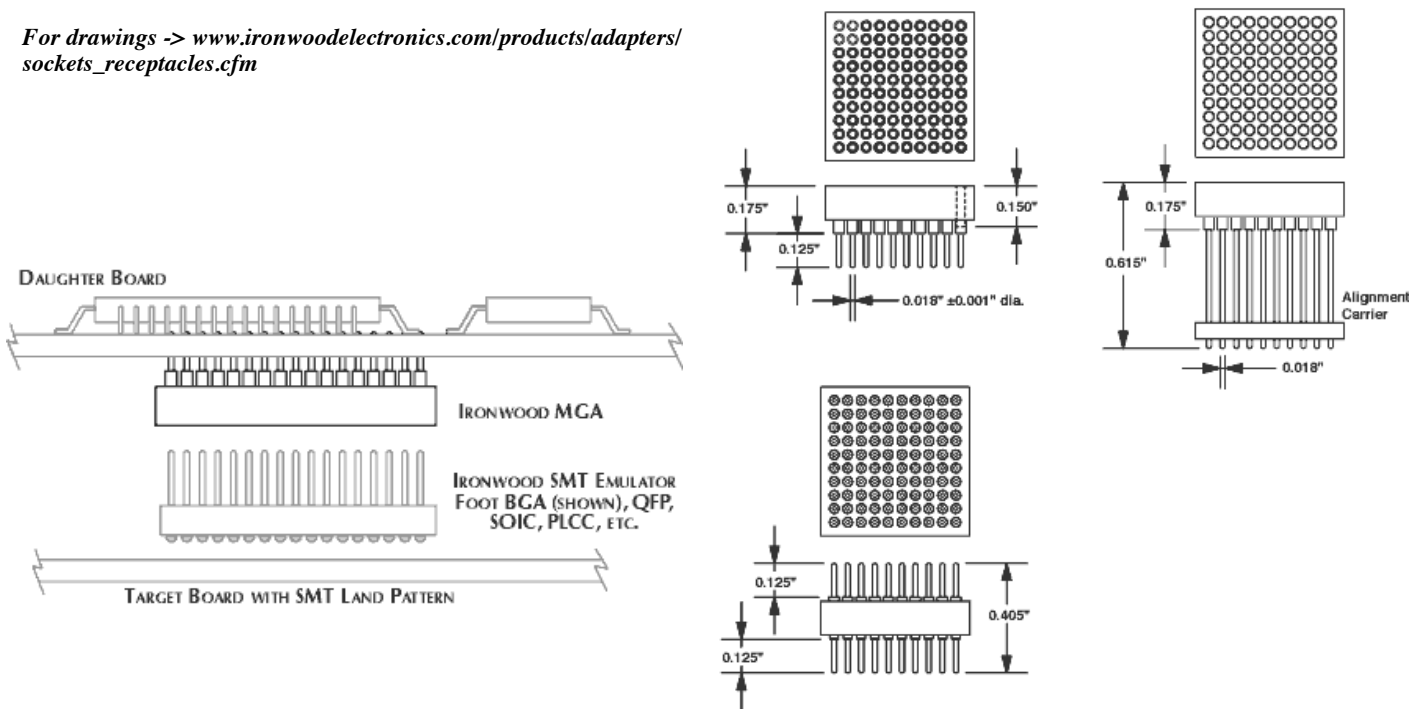 For drawings -> www.ironwoodelectronics.com/products/adapters/
sockets_receptacles.cfm
DAUGHTER BOARD
IRONWOOD MGA
IRONWOOD SMT EMULATOR
FOOT BGA (SHOWN), QFP,
SOIC, PLCC, ETC.
TARGET BOARD WITH SMT LAND PATTERN
0.175"
0.150"
0.125"
0.018" ±0.001" dia.
0.175"
0.615"
Alignment
Carrier
0.018"
0.125"
0.405"
0.125"